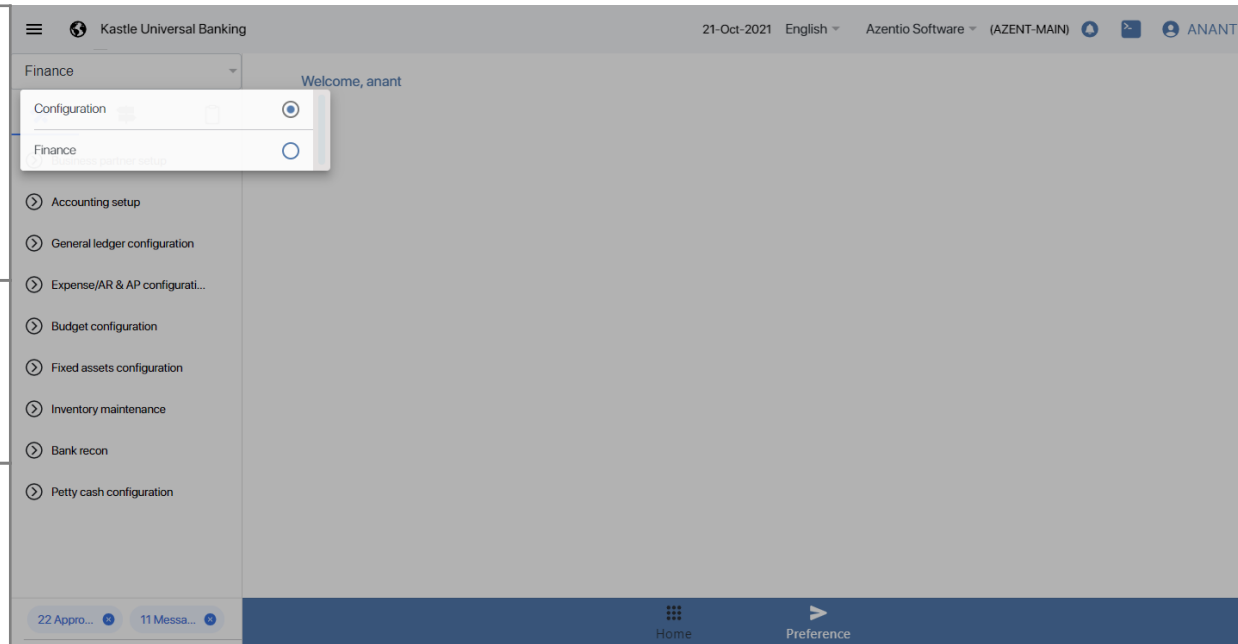 Kastle Universal Banking
21-Oct-2021 English Azentio Software (AZENT-MAIN) ANANT
Finance
Welcome, anant
Configuration
Finance
Accounting setup
General ledger configuration
Expense/AR & AP configurati...
Budget configuration
Fixed assets configuration
Inventory maintenance
Bank recon
Petty cash configuration
22 Appro... 11 Messa...
Home Preference